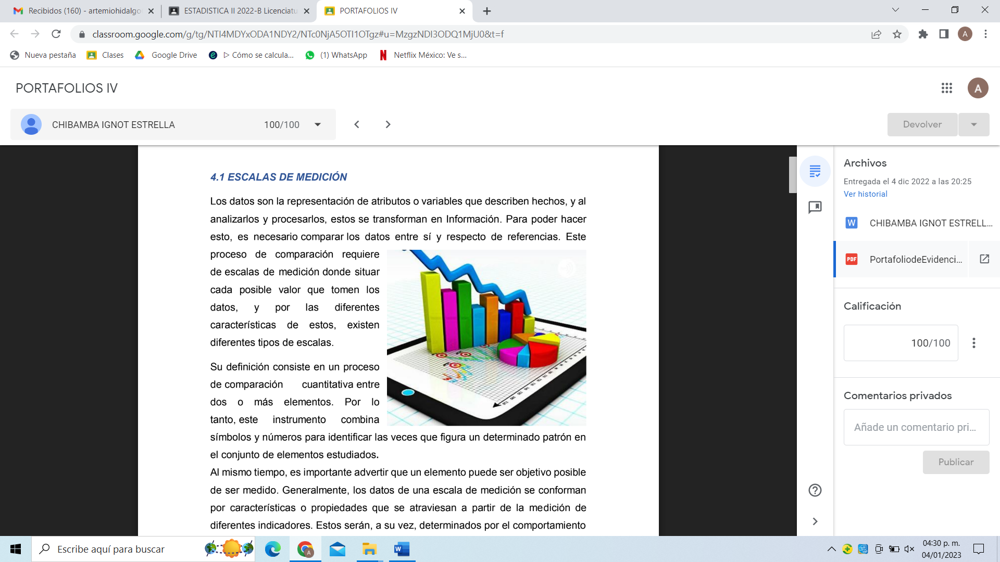 Recibidos (160) - artemiohidalgo
ESTADISTICA II 2022-B Licenciatu
PORTAFOLIOS IV
classroom.google.com/g/tg/NTI4MDYxODA1NDY2/NTc0NjA5OTI1OTgz#u=MzgzNDI3ODQ1MjU0&t=f
A
Nueva pestaña
Clases
Google Drive
▷ Cómo se calcula...
(1) WhatsApp
Netflix México: Ve s...
PORTAFOLIOS IV
A
CHIBAMBA IGNOT ESTRELLA
100/100
Devolver
4.1 ESCALAS DE MEDICIÓN
Los datos son la representación de atributos o variables que describen hechos, y al
analizarlos y procesarlos, estos se transforman en Información. Para poder hacer
esto, es necesario comparar los datos entre sí y respecto de referencias. Este
proceso de comparación requiere
de escalas de medición donde situar
cada posible valor que tomen los
datos, y por las diferentes
características de estos, existen
diferentes tipos de escalas.
Su definición consiste en un proceso
de comparación cuantitativa entre
dos o más elementos. Por lo
tanto, este instrumento combina
símbolos y números para identificar las veces que figura un determinado patrón en
el conjunto de elementos estudiados.
Al mismo tiempo, es importante advertir que un elemento puede ser objetivo posible
de ser medido. Generalmente, los datos de una escala de medición se conforman
por características o propiedades que se atraviesan a partir de la medición de
diferentes indicadores. Estos serán, a su vez, determinados por el comportamiento
Archivos
Entregada el 4 dic 2022 a las 20:25
Ver historial
W
CHIBAMBA IGNOT ESTRELL...
PDF
PortafoliodeEvidenci...
Calificación
100/100
Comentarios privados
Añade un comentario pri...
Publicar
Escribe aquí para buscar
A
W
04:30 p. m.
04/01/2023